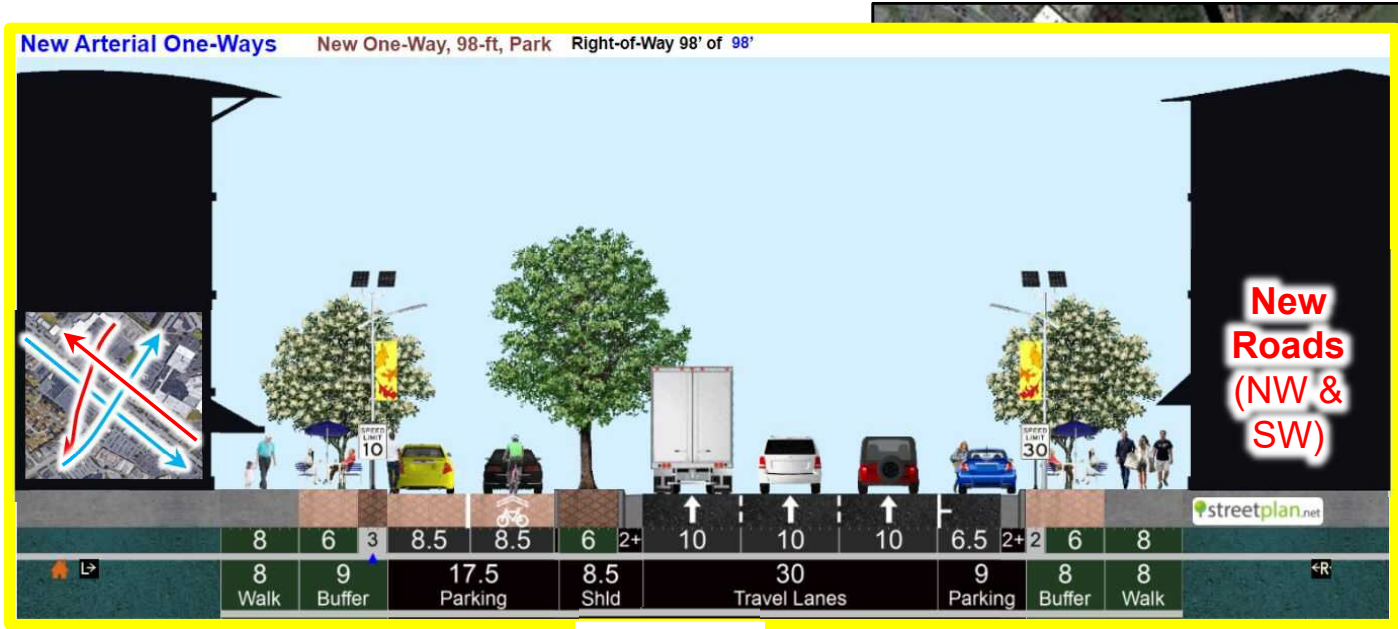 New Arterial One-Ways New One-Way, 98-ft, Park Right-of-Way 98' of 98'
New
Roads
(NW &
SW)
SPEED
LIMIT
10
SPEED
LIMIT
30
streetplan.net
8 6 3 8.5 8.5 6 2+ 10 10 10 6.5 2+ 2 6 8
L R
8 9 17.5 8.5 30 9 8 8
Walk Buffer Parking Shld Travel Lanes Parking Buffer Walk